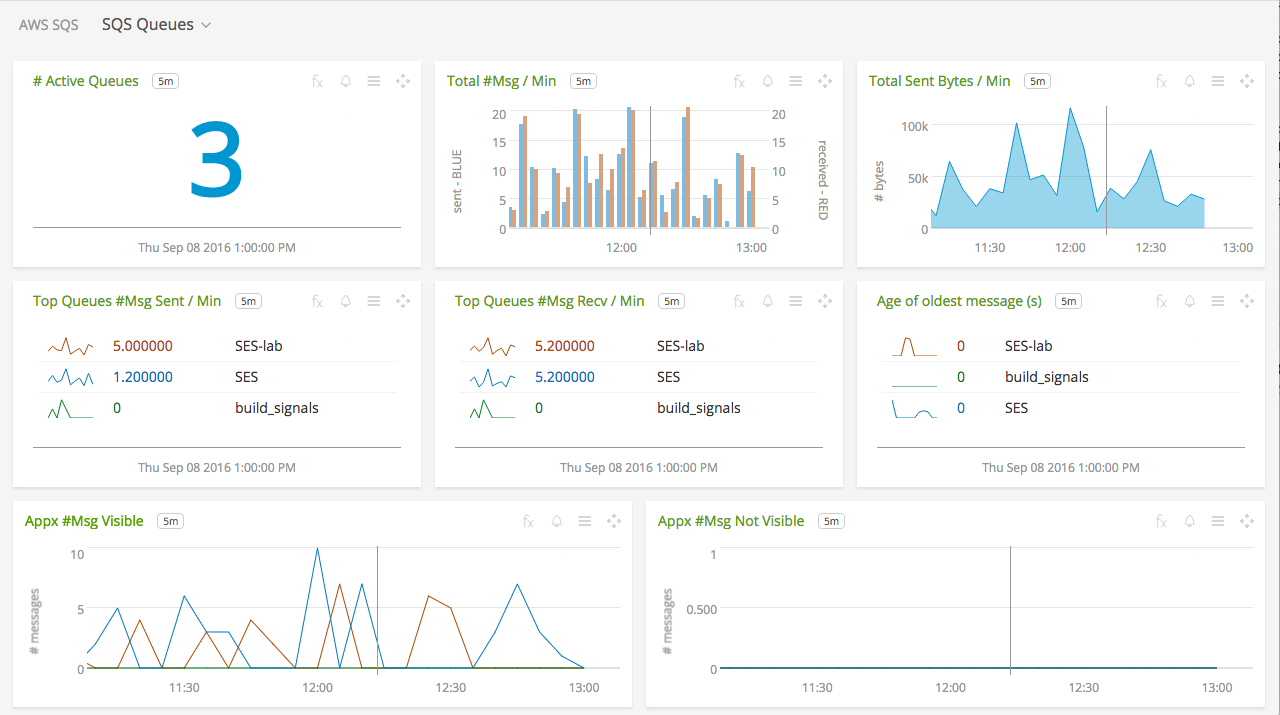 AWS SQS SQS Queues
# Active Queues 5m fx
3
Thu Sep 08 2016 1:00:00 PM
Total #Msg / Min 5m fx
sent - BLUE
20
15
10
5
0
20
15
10
5
0
received - RED
12:00 13:00
Total Sent Bytes / Min 5m fx
# bytes
100k
50k
0
11:30 12:00 12:30 13:00
Top Queues #Msg Sent / Min 5m fx
5.000000 SES-lab
1.200000 SES
0 build_signals
Thu Sep 08 2016 1:00:00 PM
Top Queues #Msg Recv / Min 5m fx
5.200000 SES-lab
5.200000 SES
0 build_signals
Thu Sep 08 2016 1:00:00 PM
Age of oldest message (s) 5m fx
0 SES-lab
0 build_signals
0 SES
Thu Sep 08 2016 1:00:00 PM
Appx #Msg Visible 5m fx
# messages
10
5
0
11:30 12:00 12:30 13:00
Appx #Msg Not Visible 5m fx
# messages
1
0.500
0
11:30 12:00 12:30 13:00